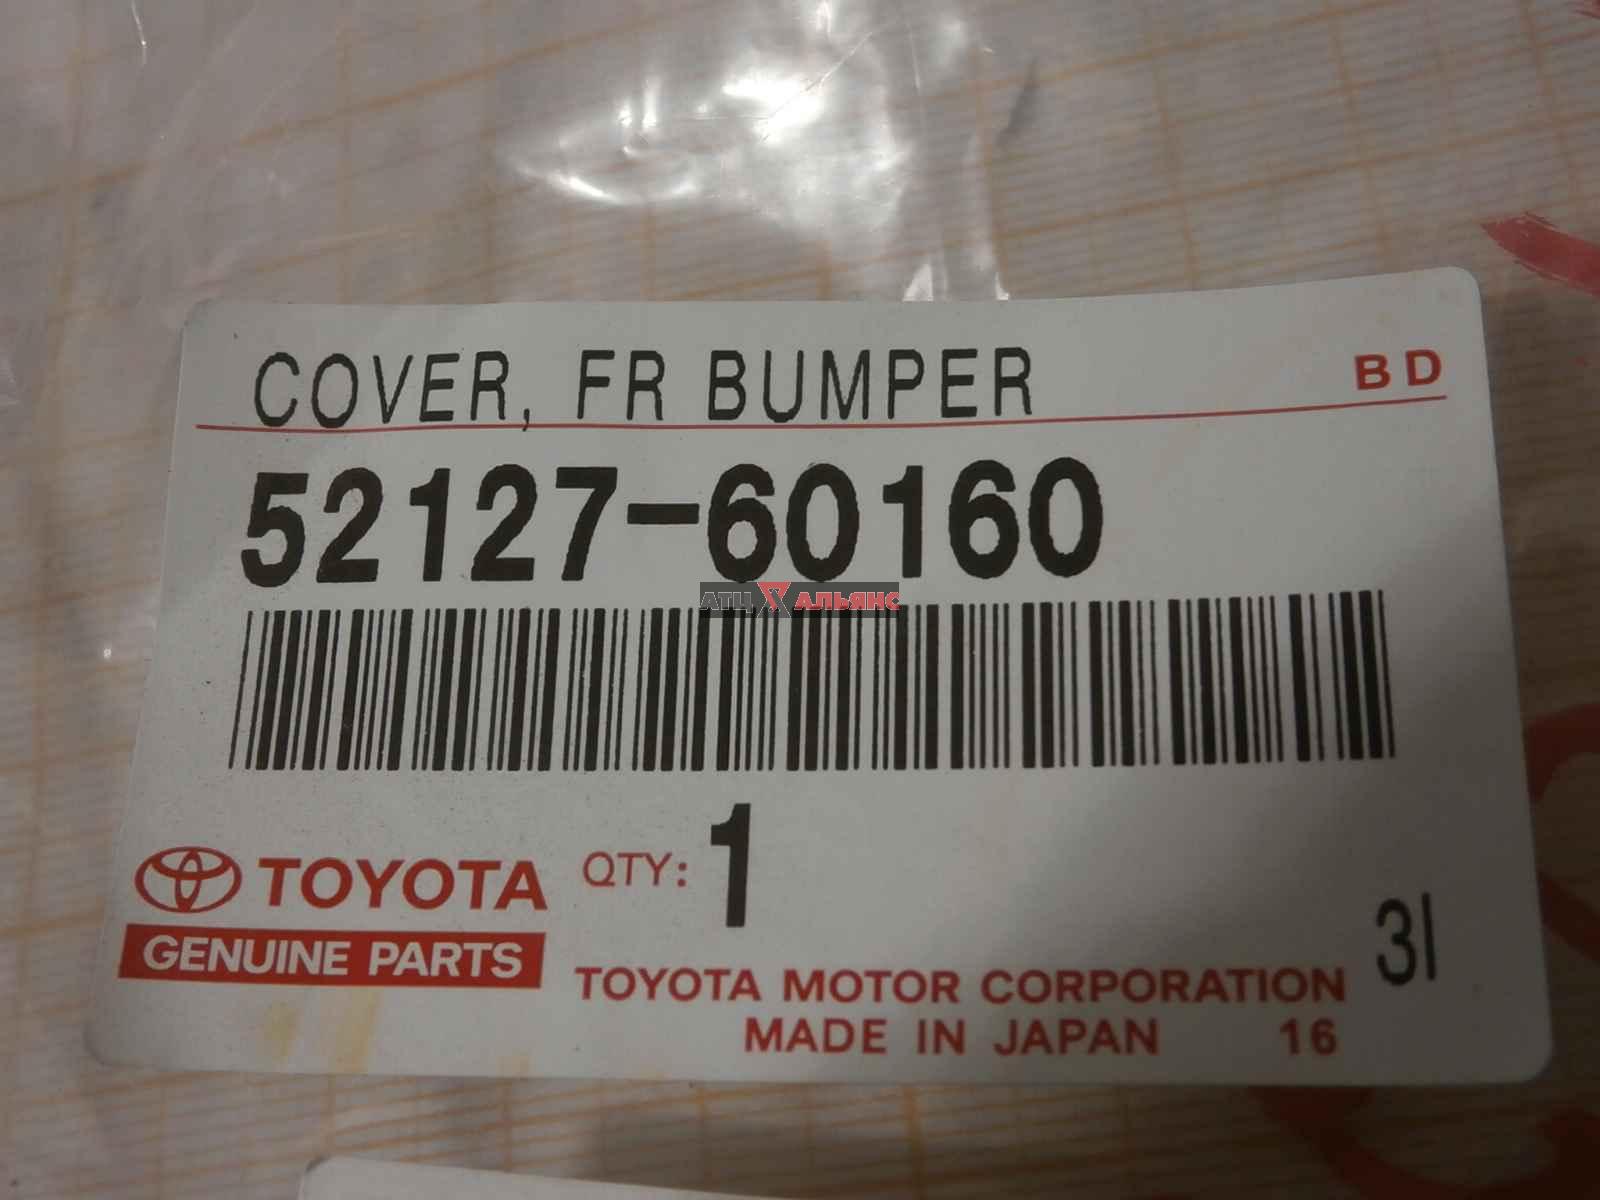 COVER, FR BUMPER BD
52127-60160
АТЦ АЛЬЯНС
TOYOTA QTY: 1
GENUINE PARTS
TOYOTA MOTOR CORPORATION 31
MADE IN JAPAN 16